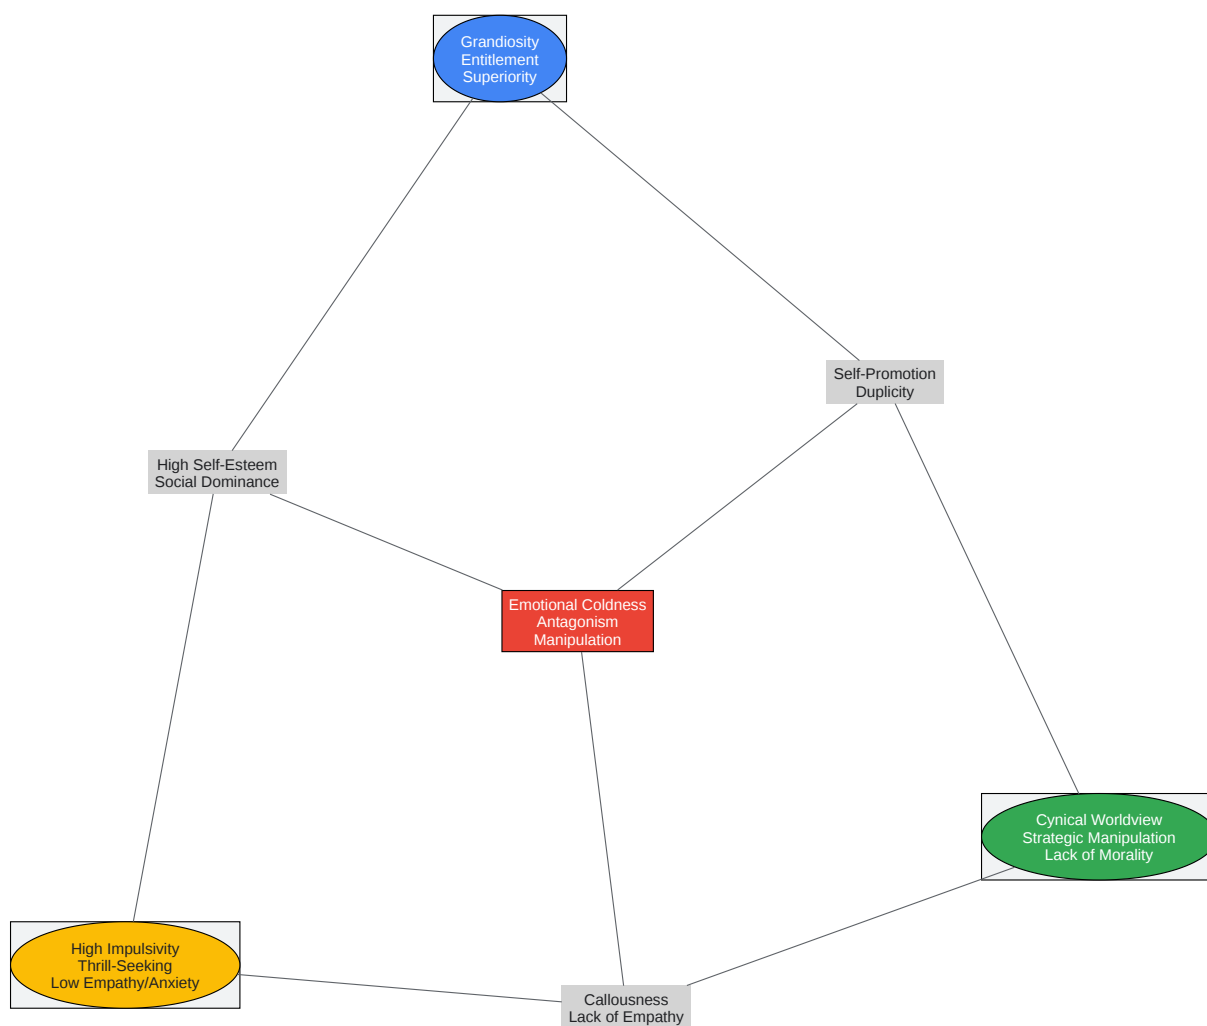 Grandiosity
Entitlement
Superiority
Self-Promotion
Duplicity
High Self-Esteem
Social Dominance
Emotional Coldness
Antagonism
Manipulation
Cynical Worldview
Strategic Manipulation
Lack of Morality
High Impulsivity
Thrill-Seeking
Low Empathy/Anxiety
Callousness
Lack of Empathy